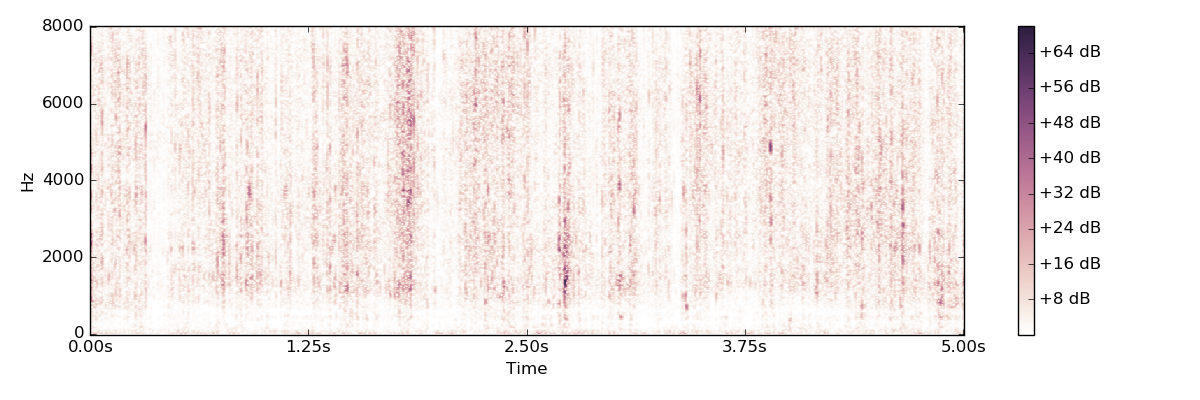 8000
6000
4000
2000
0
Hz
0.00s 1.25s 2.50s 3.75s 5.00s
Time
+64 dB
+56 dB
+48 dB
+40 dB
+32 dB
+24 dB
+16 dB
+8 dB